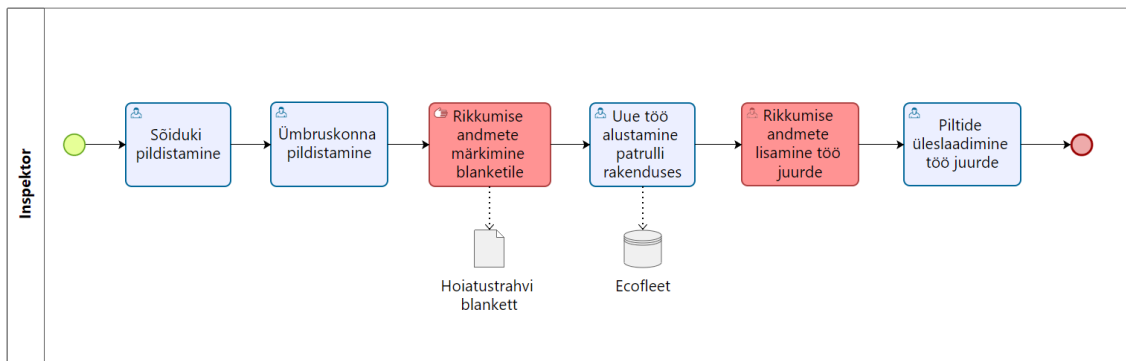 Inspektor
Sõiduki
pildistamine
Ümbruskonna
pildistamine
Rikkumise
andmete
märkimine
blanketile
Uue töö
alustamine
patrulli
rakenduses
Rikkumise
andmete
lisamine töö
juurde
Piltide
üleslaadimine
töö juurde
Hoiatustrahvi
blankett
Ecofleet